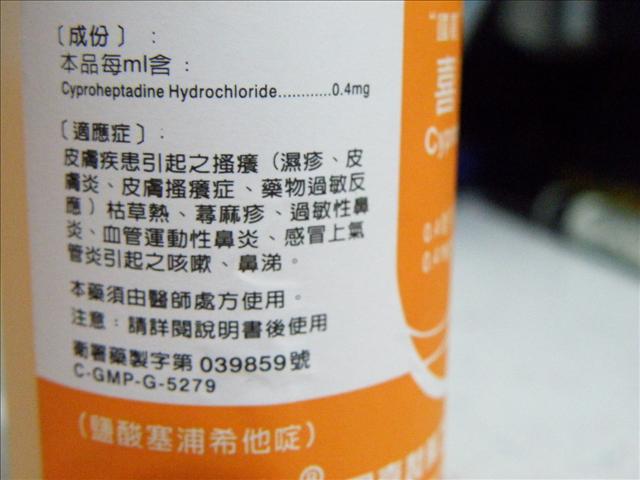 〔成份〕：
本品每ml含：
Cyproheptadine Hydrochloride............0.4mg
〔適應症〕：
皮膚疾患引起之搔癢（濕疹、皮
膚炎、皮膚搔癢症、藥物過敏反
應）枯草熱、蕁麻疹、過敏性鼻
炎、血管運動性鼻炎、感冒上氣
管炎引起之咳嗽、鼻涕。
本藥須由醫師處方使用。
注意：請詳閱說明書後使用
衛署藥製字第 039859號
C-GMP-G-5279
（鹽酸塞浦希他啶）
®